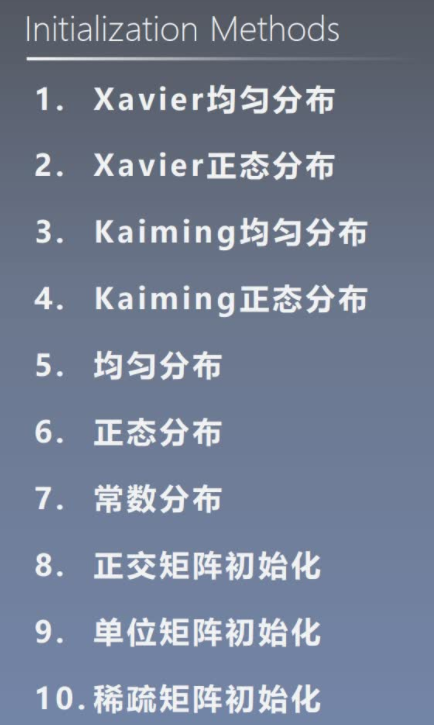 Initialization Methods
1. Xavier均匀分布
2. Xavier正态分布
3. Kaiming均匀分布
4. Kaiming正态分布
5. 均匀分布
6. 正态分布
7. 常数分布
8. 正交矩阵初始化
9. 单位矩阵初始化
10. 稀疏矩阵初始化